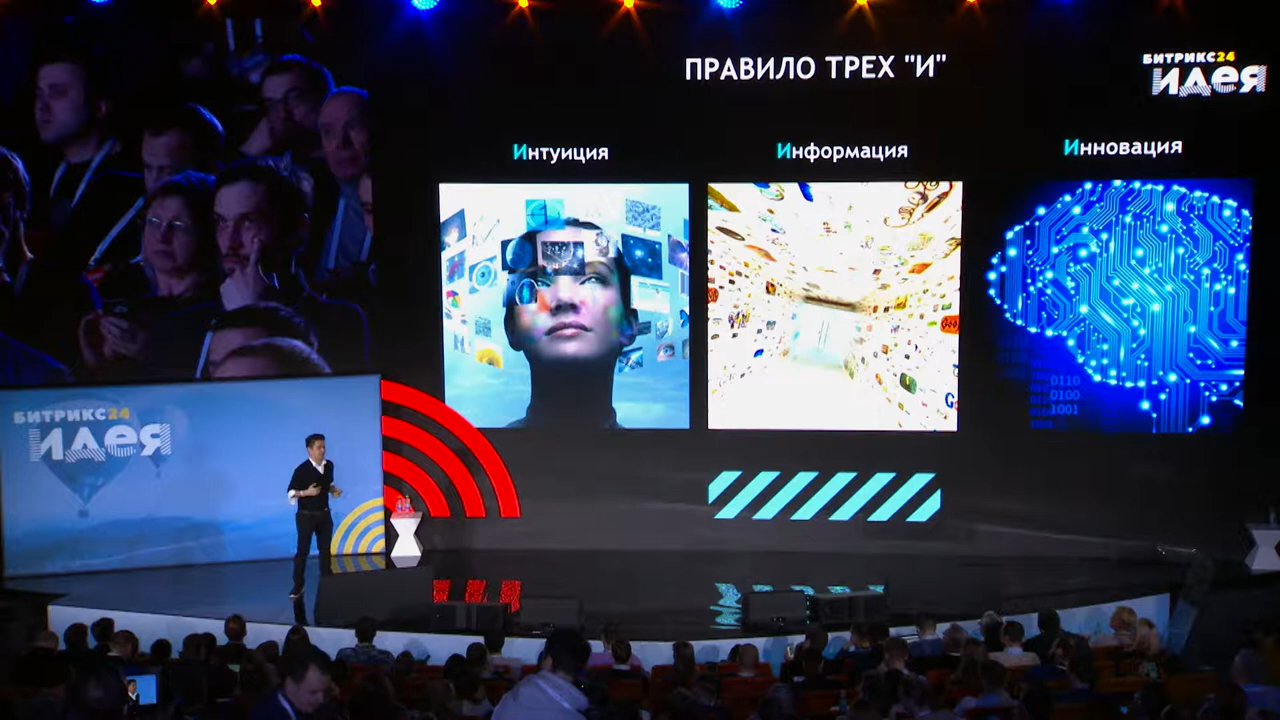 ПРАВИЛО ТРЕХ "И"
БИТРИКС24
ИДЕЯ
Интуиция
Информация
Инновация
0110
0100
1001
БИТРИКС24
ИДЕЯ